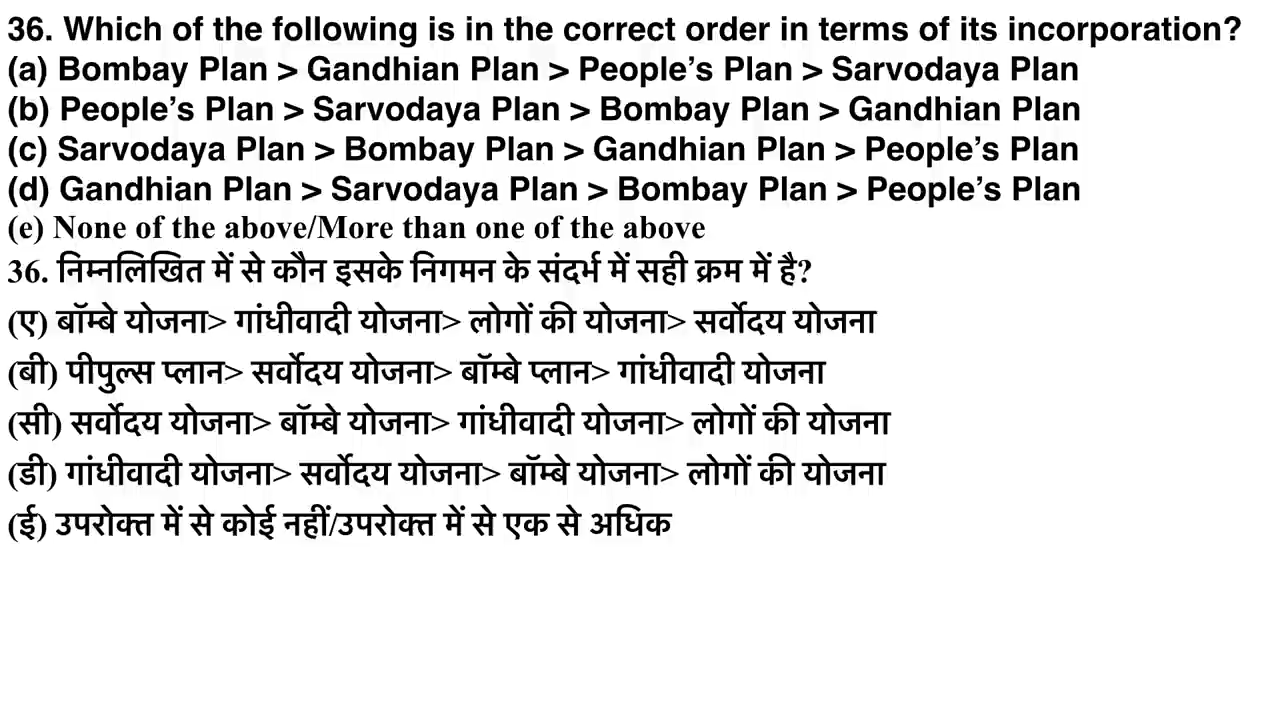 36. Which of the following is in the correct order in terms of its incorporation?
(a) Bombay Plan > Gandhian Plan > People’s Plan > Sarvodaya Plan
(b) People’s Plan > Sarvodaya Plan > Bombay Plan > Gandhian Plan
(c) Sarvodaya Plan > Bombay Plan > Gandhian Plan > People’s Plan
(d) Gandhian Plan > Sarvodaya Plan > Bombay Plan > People’s Plan
(e) None of the above/More than one of the above
36. निम्नलिखित में से कौन इसके निगमन के संदर्भ में सही क्रम में है?
(ए) बॉम्बे योजना> गांधीवादी योजना> लोगों की योजना> सर्वोदय योजना
(बी) पीपुल्स प्लान> सर्वोदय योजना> बॉम्बे प्लान> गांधीवादी योजना
(सी) सर्वोदय योजना> बॉम्बे योजना> गांधीवादी योजना> लोगों की योजना
(डी) गांधीवादी योजना> सर्वोदय योजना> बॉम्बे योजना> लोगों की योजना
(ई) उपरोक्त में से कोई नहीं/उपरोक्त में से एक से अधिक